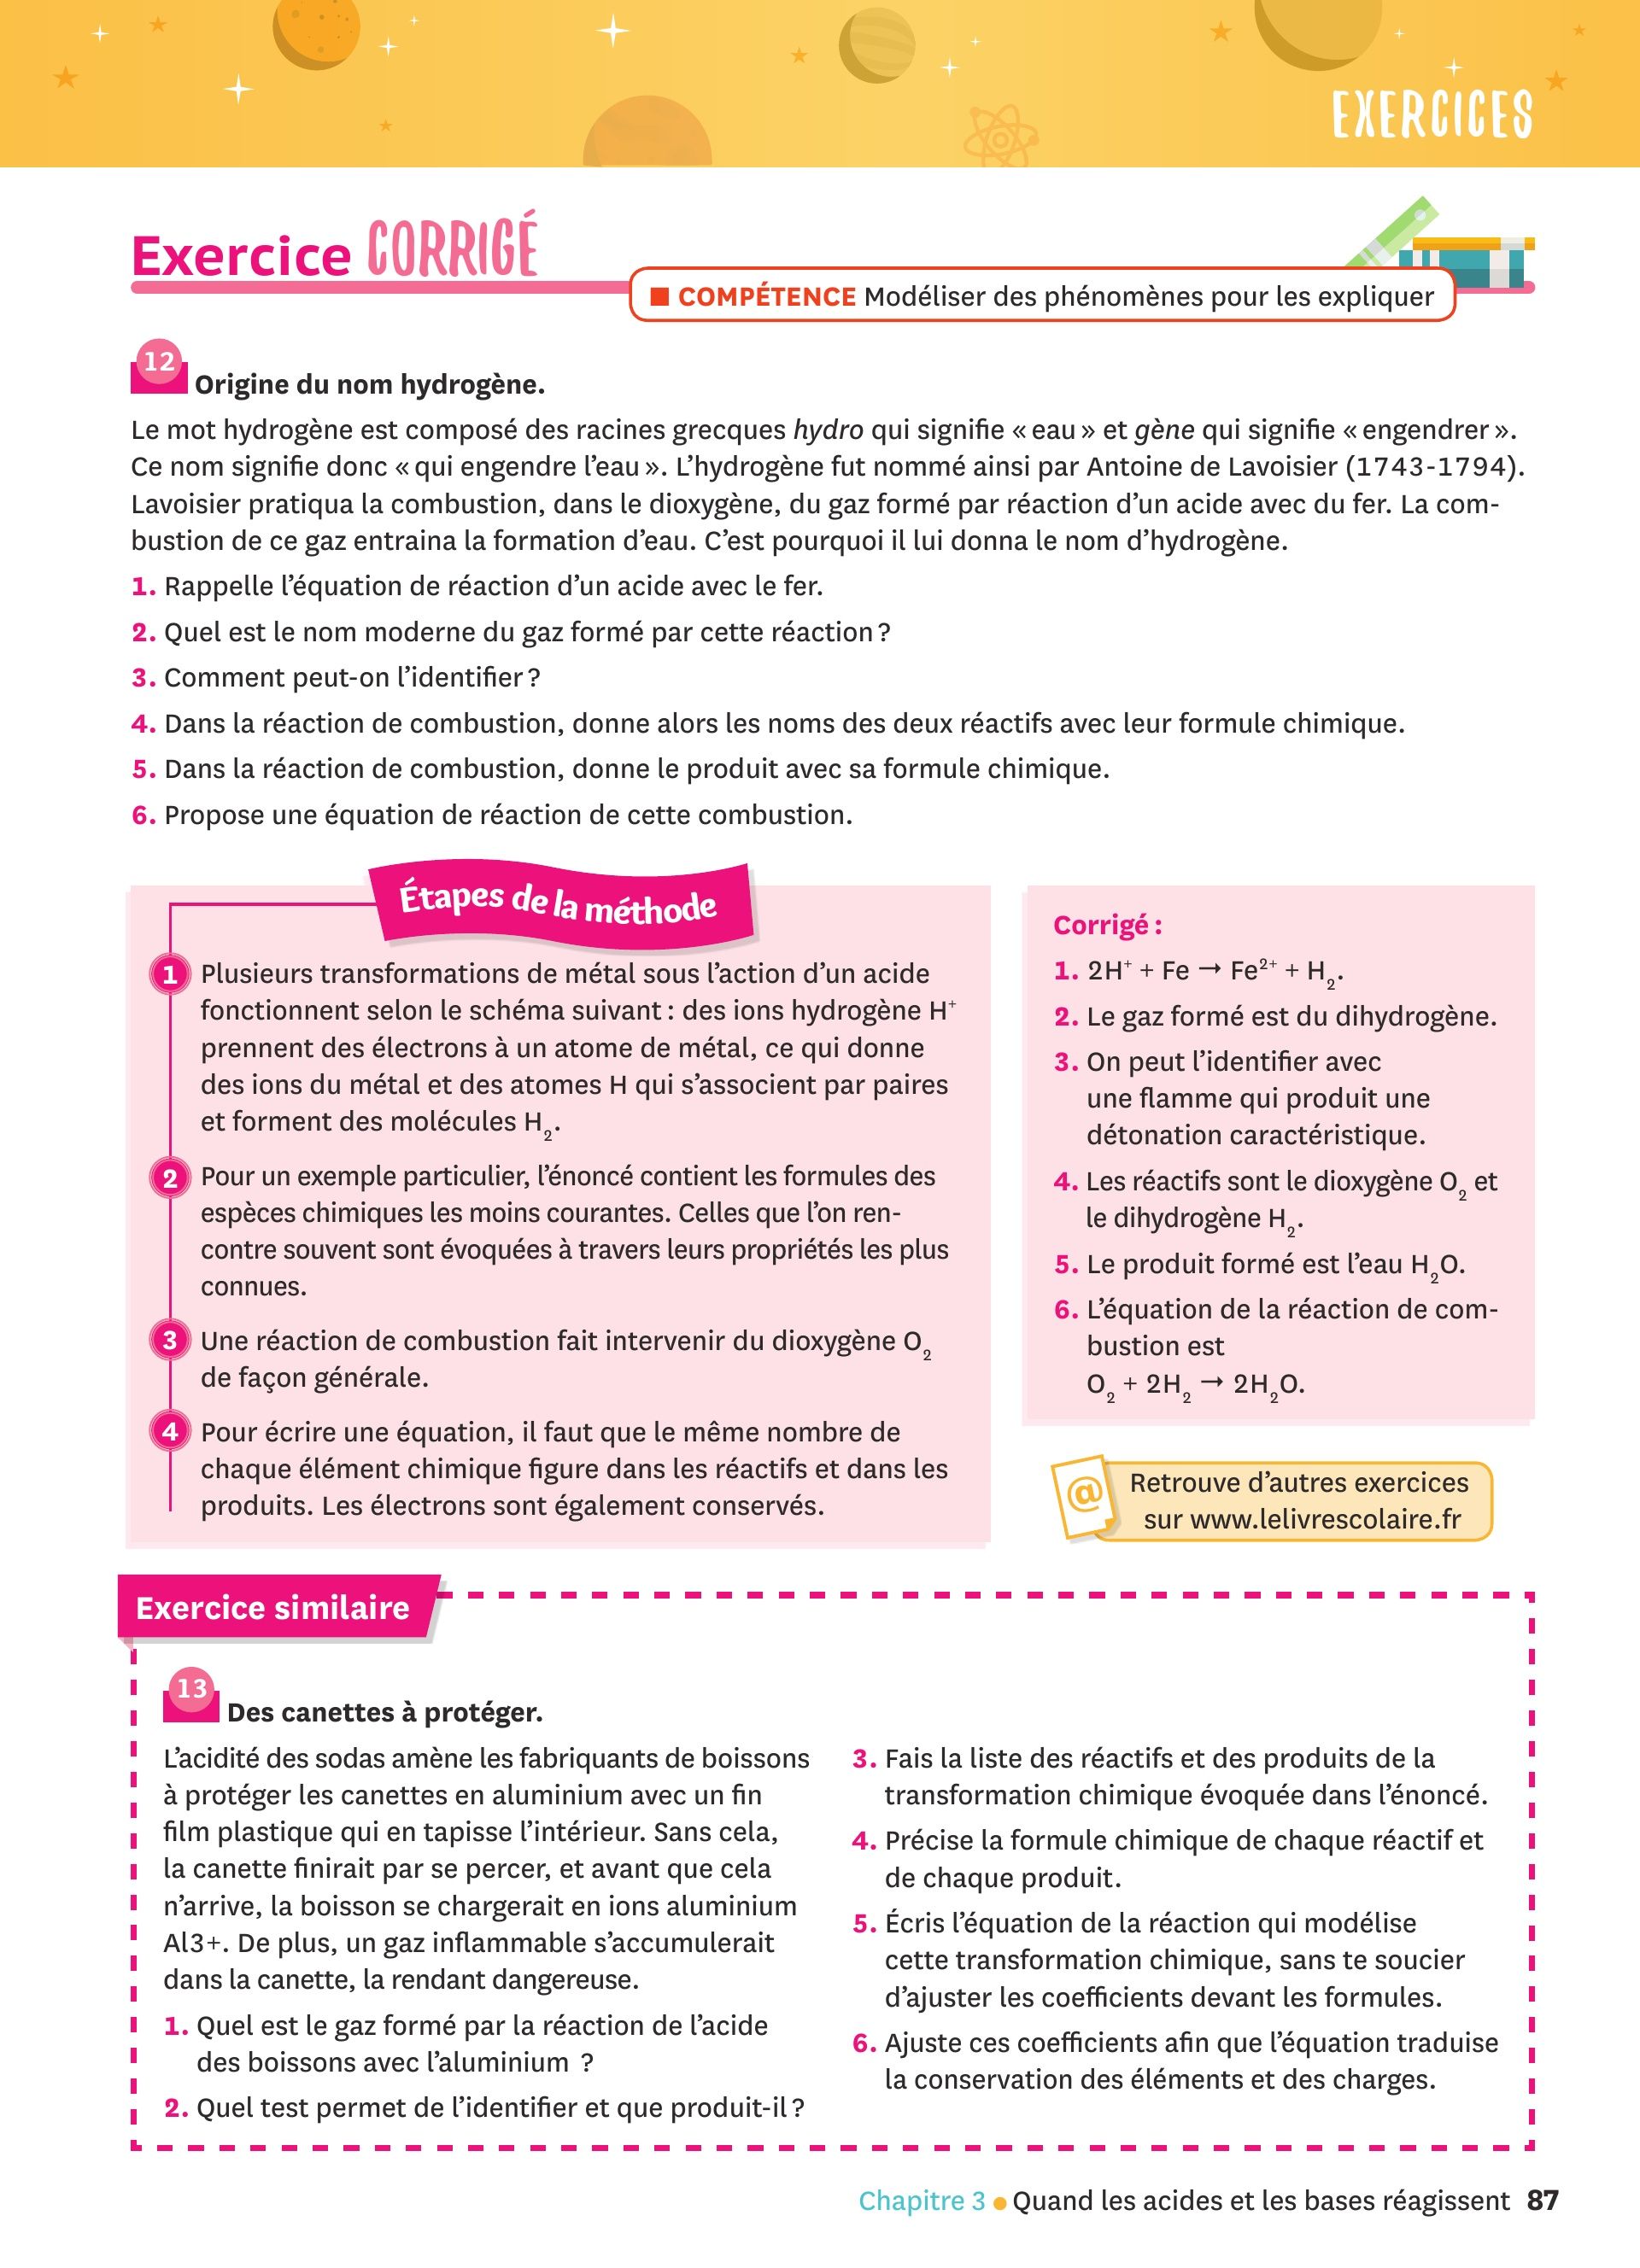 EXERCICES
Exercice CORRIGÉ
COMPÉTENCE Modéliser des phénomènes pour les expliquer
12
Origine du nom hydrogène.
Le mot hydrogène est composé des racines grecques hydro qui signifie « eau » et gène qui signifie « engendrer ».
Ce nom signifie donc « qui engendre l’eau ». L’hydrogène fut nommé ainsi par Antoine de Lavoisier (1743-1794).
Lavoisier pratiqua la combustion, dans le dioxygène, du gaz formé par réaction d’un acide avec du fer. La com-
bustion de ce gaz entraina la formation d’eau. C’est pourquoi il lui donna le nom d’hydrogène.
1. Rappelle l’équation de réaction d’un acide avec le fer.
2. Quel est le nom moderne du gaz formé par cette réaction ?
3. Comment peut-on l’identifier ?
4. Dans la réaction de combustion, donne alors les noms des deux réactifs avec leur formule chimique.
5. Dans la réaction de combustion, donne le produit avec sa formule chimique.
6. Propose une équation de réaction de cette combustion.
Étapes de la méthode
1 Plusieurs transformations de métal sous l’action d’un acide
fonctionnent selon le schéma suivant : des ions hydrogène H⁺
prennent des électrons à un atome de métal, ce qui donne
des ions du métal et des atomes H qui s’associent par paires
et forment des molécules H₂.
2 Pour un exemple particulier, l’énoncé contient les formules des
espèces chimiques les moins courantes. Celles que l’on ren-
contre souvent sont évoquées à travers leurs propriétés les plus
connues.
3 Une réaction de combustion fait intervenir du dioxygène O₂
de façon générale.
4 Pour écrire une équation, il faut que le même nombre de
chaque élément chimique figure dans les réactifs et dans les
produits. Les électrons sont également conservés.
Corrigé :
1. 2H⁺ + Fe → Fe²⁺ + H₂.
2. Le gaz formé est du dihydrogène.
3. On peut l’identifier avec
une flamme qui produit une
détonation caractéristique.
4. Les réactifs sont le dioxygène O₂ et
le dihydrogène H₂.
5. Le produit formé est l’eau H₂O.
6. L’équation de la réaction de com-
bustion est
O₂ + 2H₂ → 2H₂O.
@
Retrouve d’autres exercices
sur www.lelivrescolaire.fr
Exercice similaire
13
Des canettes à protéger.
L’acidité des sodas amène les fabriquants de boissons
à protéger les canettes en aluminium avec un fin
film plastique qui en tapisse l’intérieur. Sans cela,
la canette finirait par se percer, et avant que cela
n’arrive, la boisson se chargerait en ions aluminium
Al3+. De plus, un gaz inflammable s’accumulerait
dans la canette, la rendant dangereuse.
1. Quel est le gaz formé par la réaction de l’acide
des boissons avec l’aluminium ?
2. Quel test permet de l’identifier et que produit-il ?
3. Fais la liste des réactifs et des produits de la
transformation chimique évoquée dans l’énoncé.
4. Précise la formule chimique de chaque réactif et
de chaque produit.
5. Écris l’équation de la réaction qui modélise
cette transformation chimique, sans te soucier
d’ajuster les coefficients devant les formules.
6. Ajuste ces coefficients afin que l’équation traduise
la conservation des éléments et des charges.
Chapitre 3 • Quand les acides et les bases réagissent 87